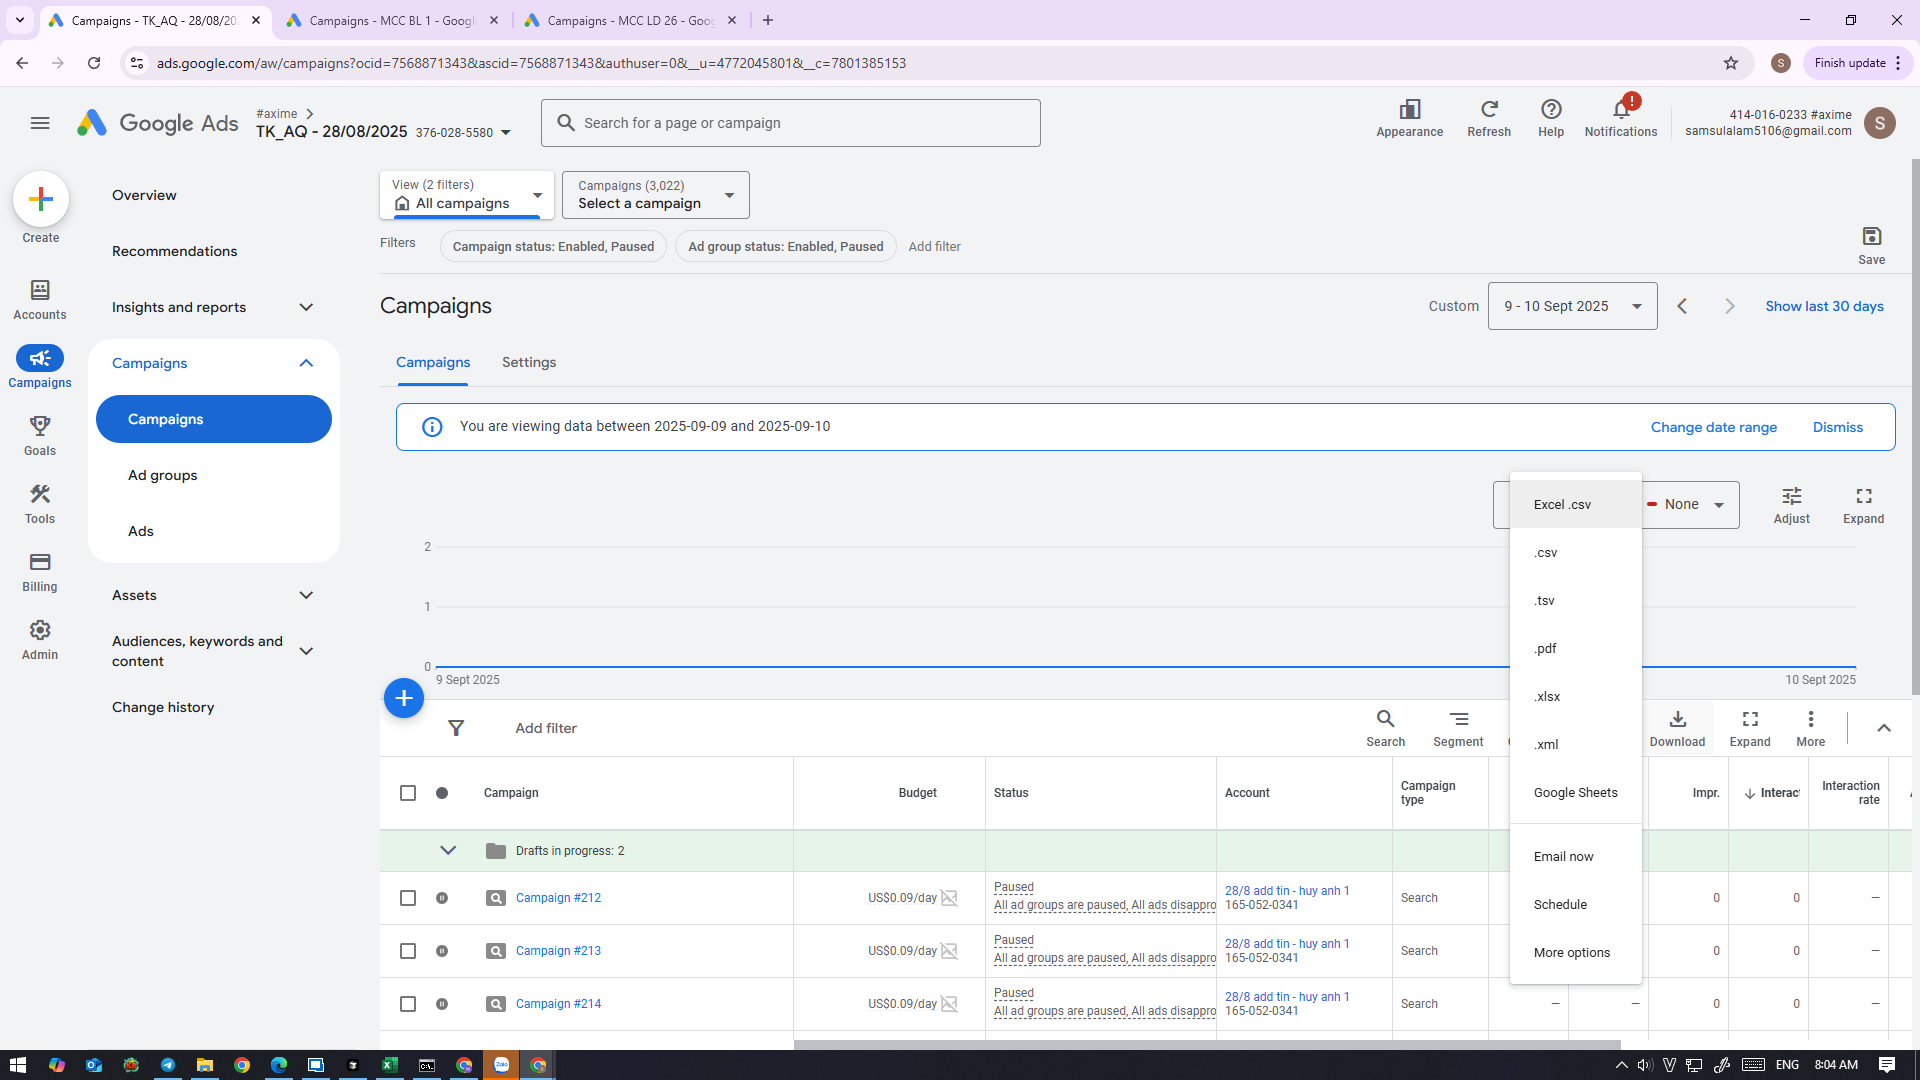 Campaigns - TK_AQ - 28/08/20
Campaigns - MCC BL 1 - Googl
Campaigns - MCC LD 26 - Goo
ads.google.com/aw/campaigns?ocid=7568871343&ascid=7568871343&authuser=0&__u=4772045801&__c=7801385153
S
Finish update
Google Ads
#axime
TK_AQ - 28/08/2025 376-028-5580
Search for a page or campaign
Appearance
Refresh
Help
Notifications
414-016-0233 #axime
samsulalam5106@gmail.com
S
Create
Accounts
Campaigns
Goals
Tools
Billing
Admin
Overview
Recommendations
Insights and reports
Campaigns
Campaigns
Ad groups
Ads
Assets
Audiences, keywords and
content
Change history
View (2 filters)
All campaigns
Campaigns (3,022)
Select a campaign
Filters
Campaign status: Enabled, Paused
Ad group status: Enabled, Paused
Add filter
Save
Campaigns
Custom
9 - 10 Sept 2025
Show last 30 days
Campaigns
Settings
You are viewing data between 2025-09-09 and 2025-09-10
Change date range
Dismiss
None
Adjust
Expand
2
1
0
9 Sept 2025
10 Sept 2025
Excel .csv
.csv
.tsv
.pdf
.xlsx
.xml
Google Sheets
Email now
Schedule
More options
Add filter
Search
Segment
Download
Expand
More
Campaign
Budget
Status
Account
Campaign
type
Impr.
Interact
Interaction
rate
Drafts in progress: 2
Campaign #212
US$0.09/day
Paused
All ad groups are paused, All ads disappro
28/8 add tin - huy anh 1
165-052-0341
Search
0
0
—
Campaign #213
US$0.09/day
Paused
All ad groups are paused, All ads disappro
28/8 add tin - huy anh 1
165-052-0341
Search
0
0
—
Campaign #214
US$0.09/day
Paused
All ad groups are paused, All ads disappro
28/8 add tin - huy anh 1
165-052-0341
Search
—
—
0
0
—
Zalo
ENG
8:04 AM